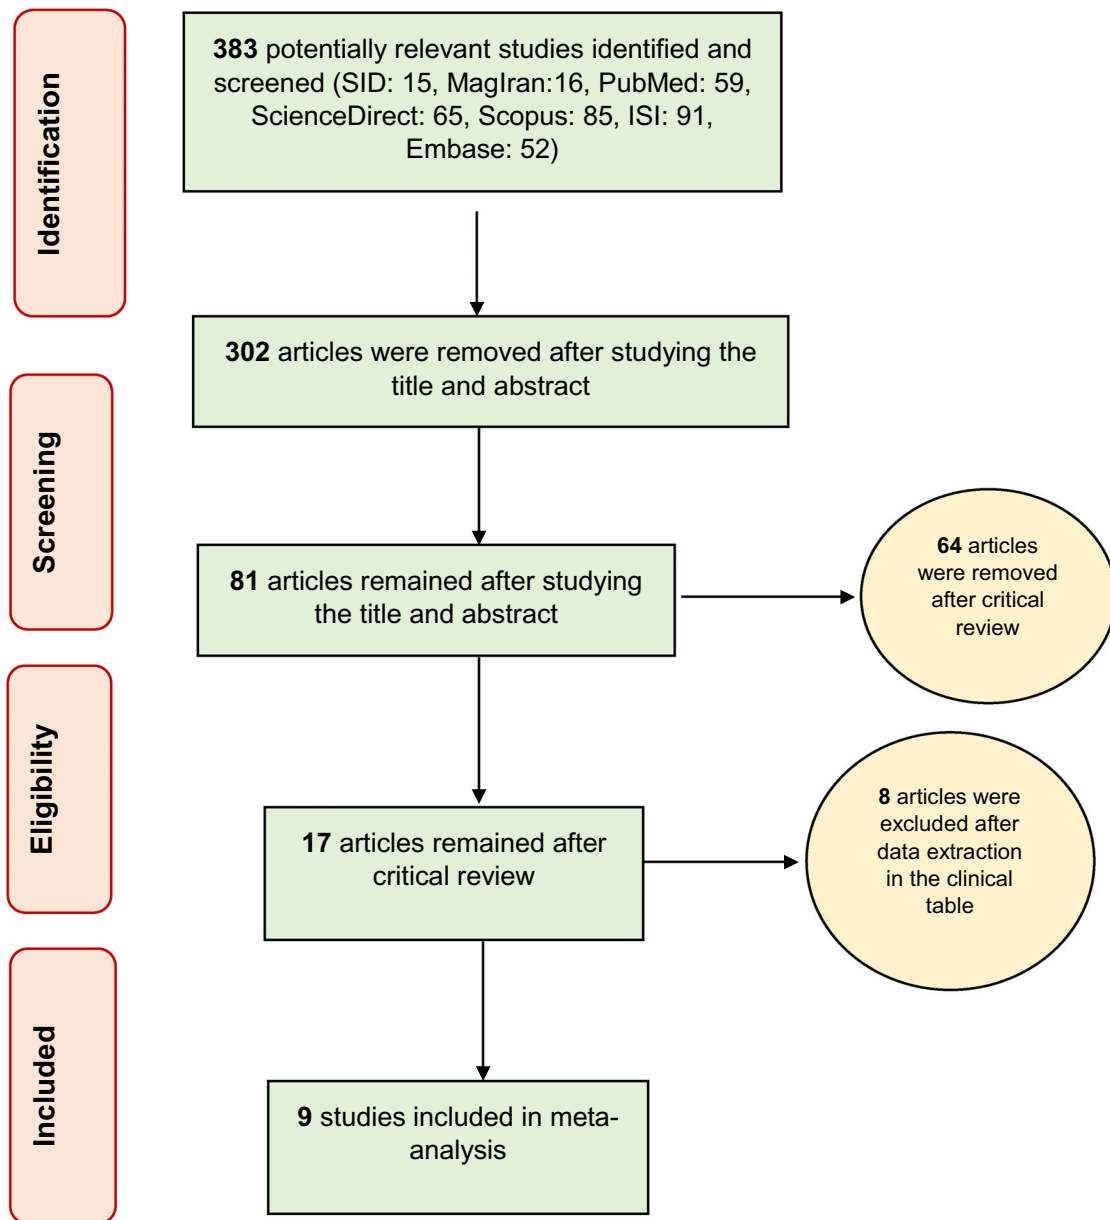 Identification
383 potentially relevant studies identified and
screened (SID: 15, MagIran:16, PubMed: 59,
ScienceDirect: 65, Scopus: 85, ISI: 91,
Embase: 52)
302 articles were removed after studying the
title and abstract
Screening
81 articles remained after studying
the title and abstract
64 articles
were removed
after critical
review
Eligibility
17 articles remained after
critical review
8 articles were
excluded after
data extraction
in the clinical
table
Included
9 studies included in meta-
analysis